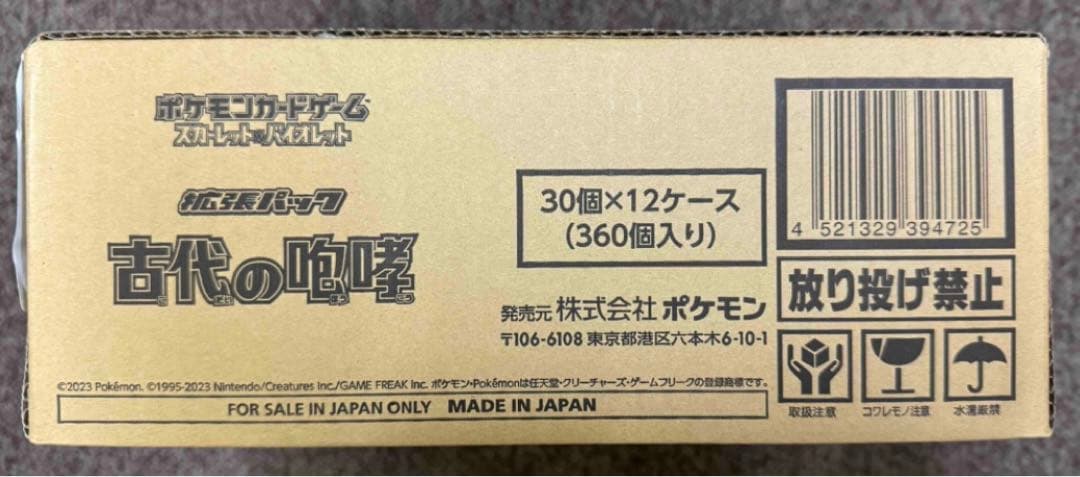 ポケモンカードゲーム
スカーレット&バイオレット
拡張パック
古代の咆哮
こ だい ほう こう
30個×12ケース
(360個入り)
発売元 株式会社 ポケモン
〒106-6108 東京都港区六本木6-10-1
©2023 Pokémon. ©1995-2023 Nintendo/Creatures Inc./GAME FREAK Inc. ポケモン・Pokémonは任天堂・クリーチャーズ・ゲームフリークの登録商標です。
FOR SALE IN JAPAN ONLY MADE IN JAPAN
4 521329 394725
放り投げ禁止
取扱注意 コワレモノ注意 水濡厳禁